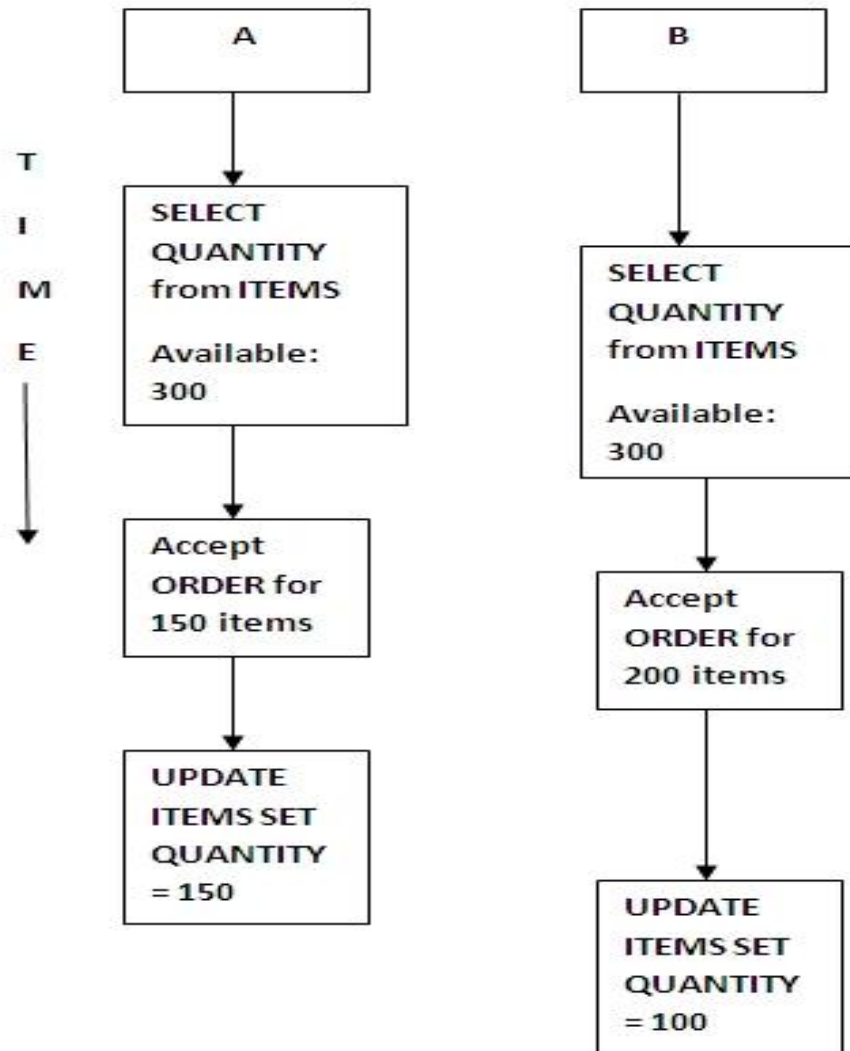 A
T
I
M
E
SELECT
QUANTITY
from ITEMS
Available:
300
Accept
ORDER for
150 items
UPDATE
ITEMS SET
QUANTITY
= 150
B
SELECT
QUANTITY
from ITEMS
Available:
300
Accept
ORDER for
200 items
UPDATE
ITEMS SET
QUANTITY
= 100